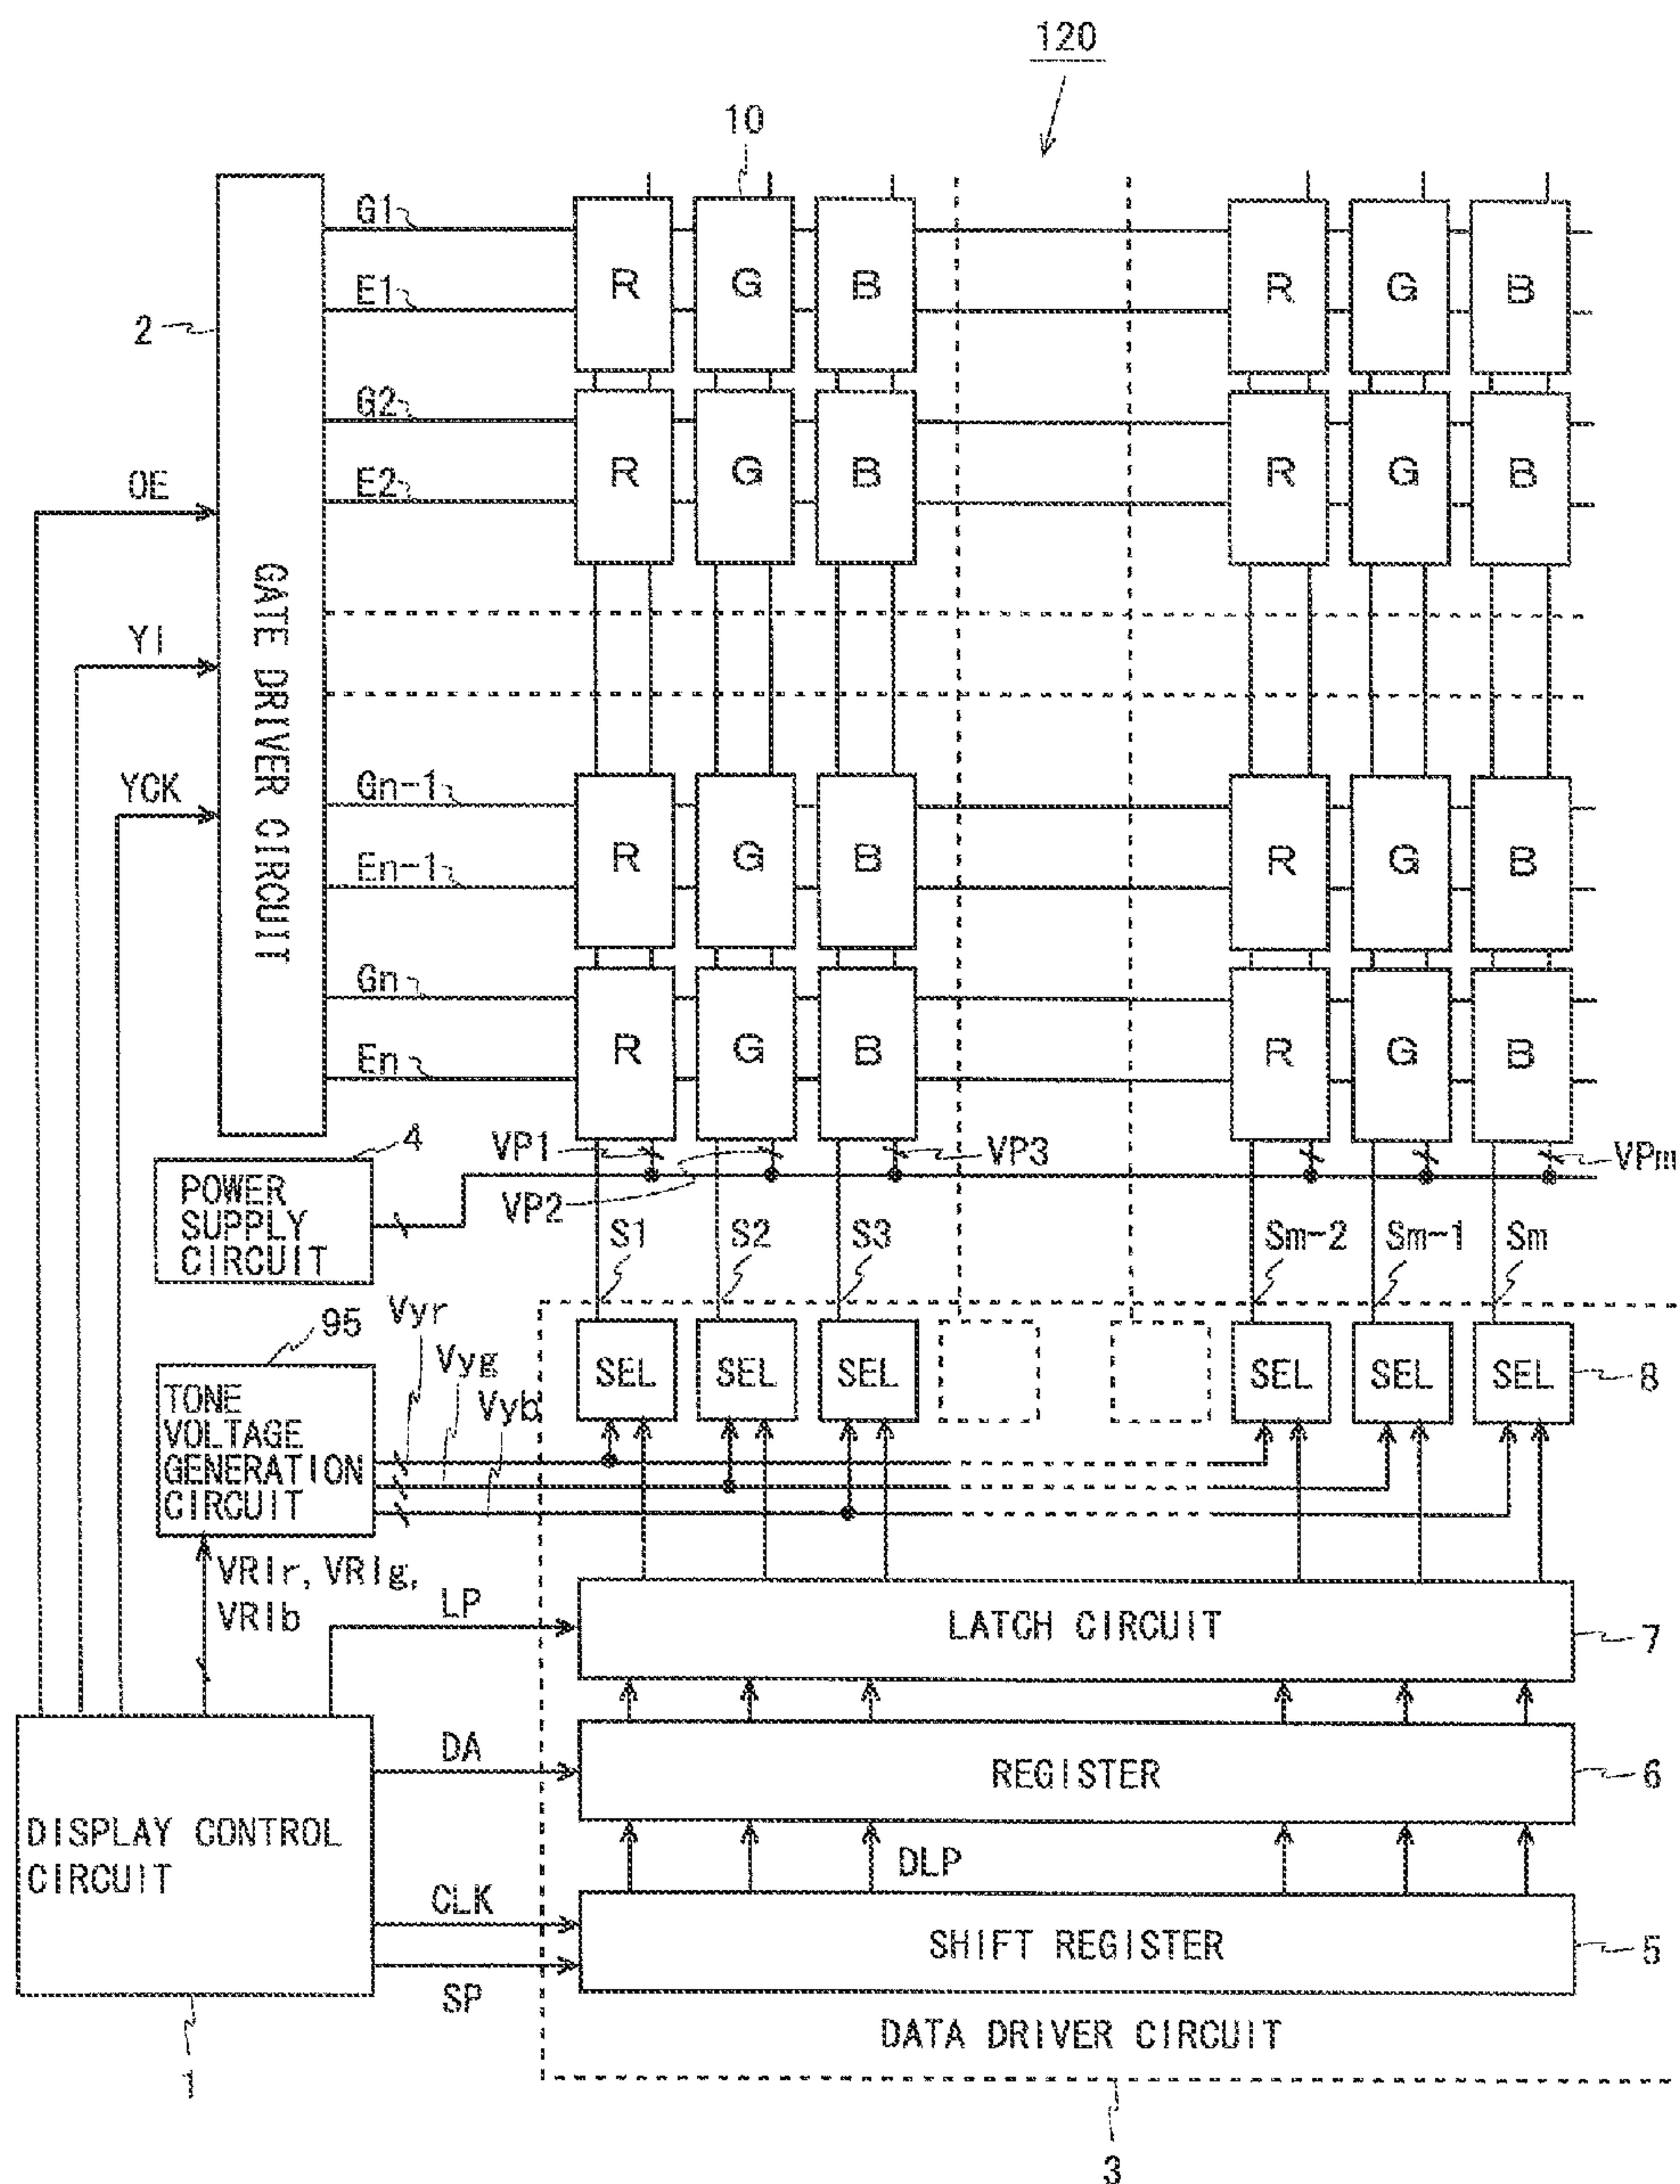 120
10
G1
R G B R G B
E1
2
G2
R G B R G B
E2
OE
GATE DRIVER CIRCUIT
YI
YCK
Gn-1
R G B R G B
En-1
Gn
R G B R G B
En
4
VP1
VP2
VP3
VPm
POWER
SUPPLY
CIRCUIT
S1 S2 S3 Sm-2 Sm-1 Sm
95
Vyr
Vyg
Vyb
SEL SEL SEL SEL SEL SEL
8
TONE
VOLTAGE
GENERATION
CIRCUIT
VRIr, VRIg,
VRIb
LP
LATCH CIRCUIT
7
DA
REGISTER
6
DISPLAY CONTROL
CIRCUIT
DLP
CLK
SHIFT REGISTER
5
SP
DATA DRIVER CIRCUIT
1
3